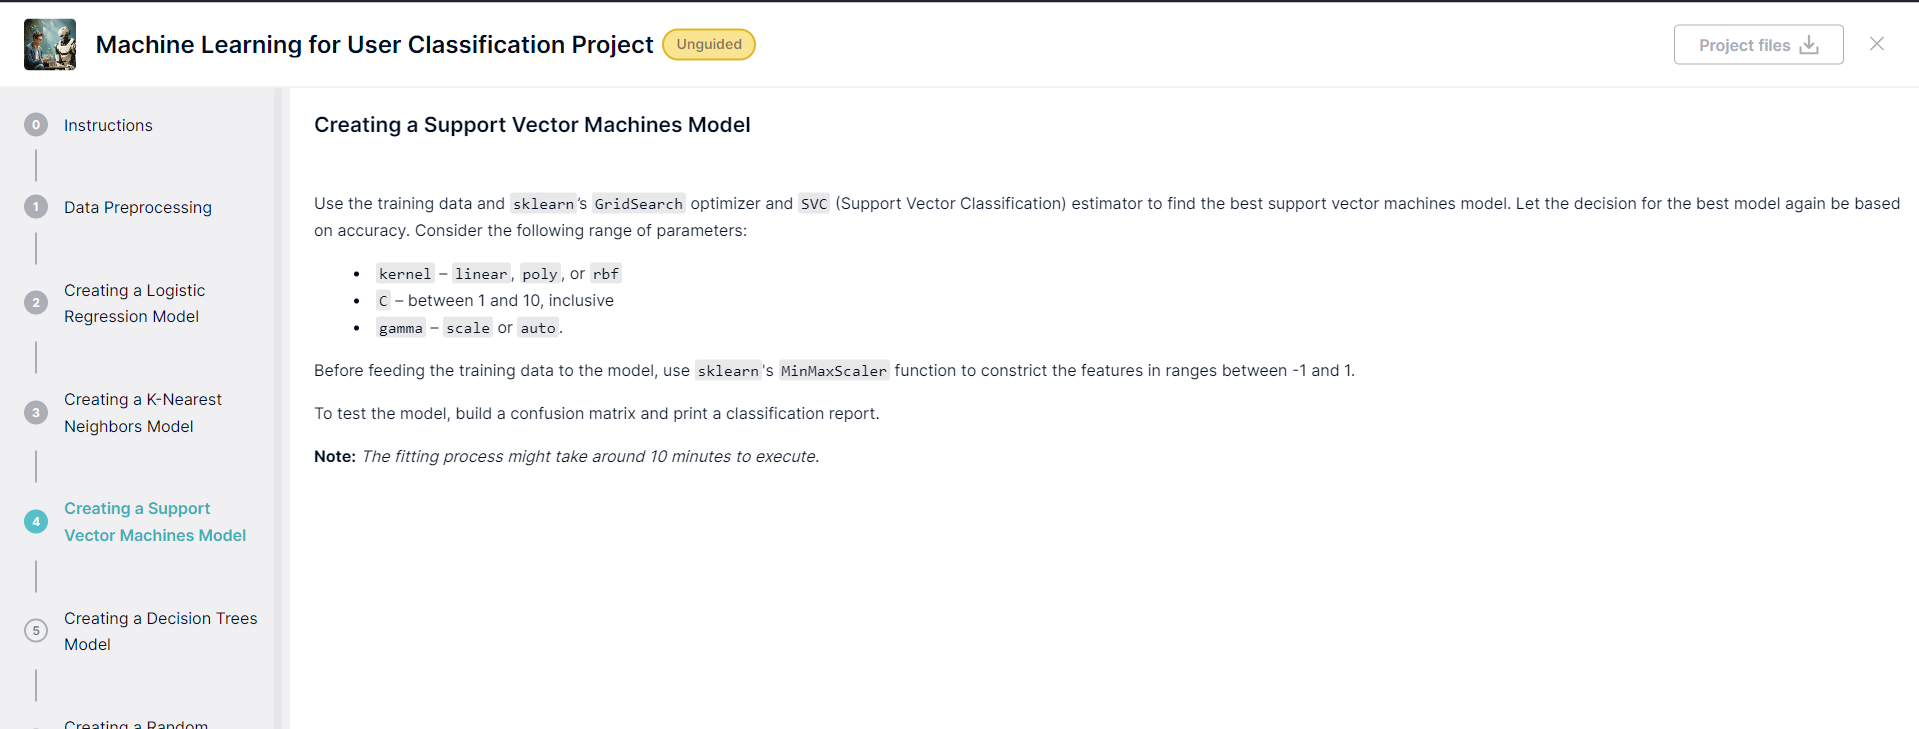 Machine Learning for User Classification Project
Unguided
Project files
0
Instructions
1
Data Preprocessing
2
Creating a Logistic
Regression Model
3
Creating a K-Nearest
Neighbors Model
4
Creating a Support
Vector Machines Model
5
Creating a Decision Trees
Model
Creating a Random
Creating a Support Vector Machines Model
Use the training data and sklearn's GridSearch optimizer and SVC (Support Vector Classification) estimator to find the best support vector machines model. Let the decision for the best model again be based
on accuracy. Consider the following range of parameters:
• kernel – linear, poly, or rbf
• C – between 1 and 10, inclusive
• gamma – scale or auto.
Before feeding the training data to the model, use sklearn's MinMaxScaler function to constrict the features in ranges between -1 and 1.
To test the model, build a confusion matrix and print a classification report.
Note: The fitting process might take around 10 minutes to execute.